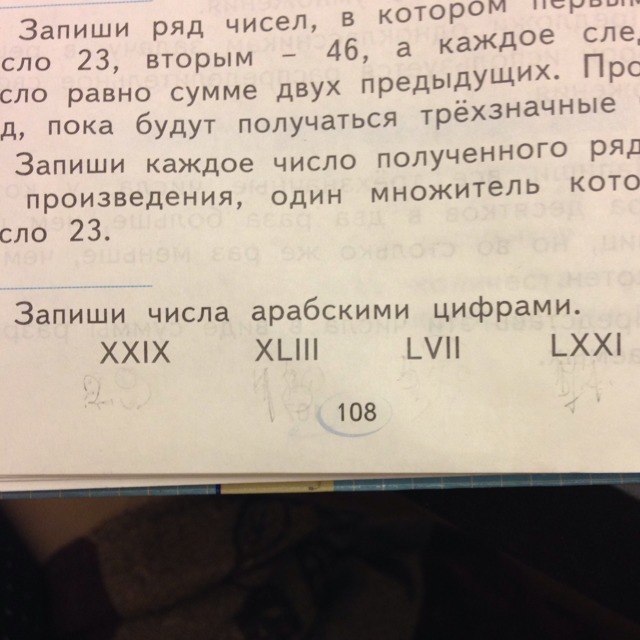 Запиши ряд чисел, в котором первым
сло 23, вторым – 46, а каждое след
сло равно сумме двух предыдущих. Про
д, пока будут получаться трёхзначные
Запиши каждое число полученного ряд
произведения, один множитель кото
сло 23.
Запиши числа арабскими цифрами.
XXIX XLIII LVII LXXI
108